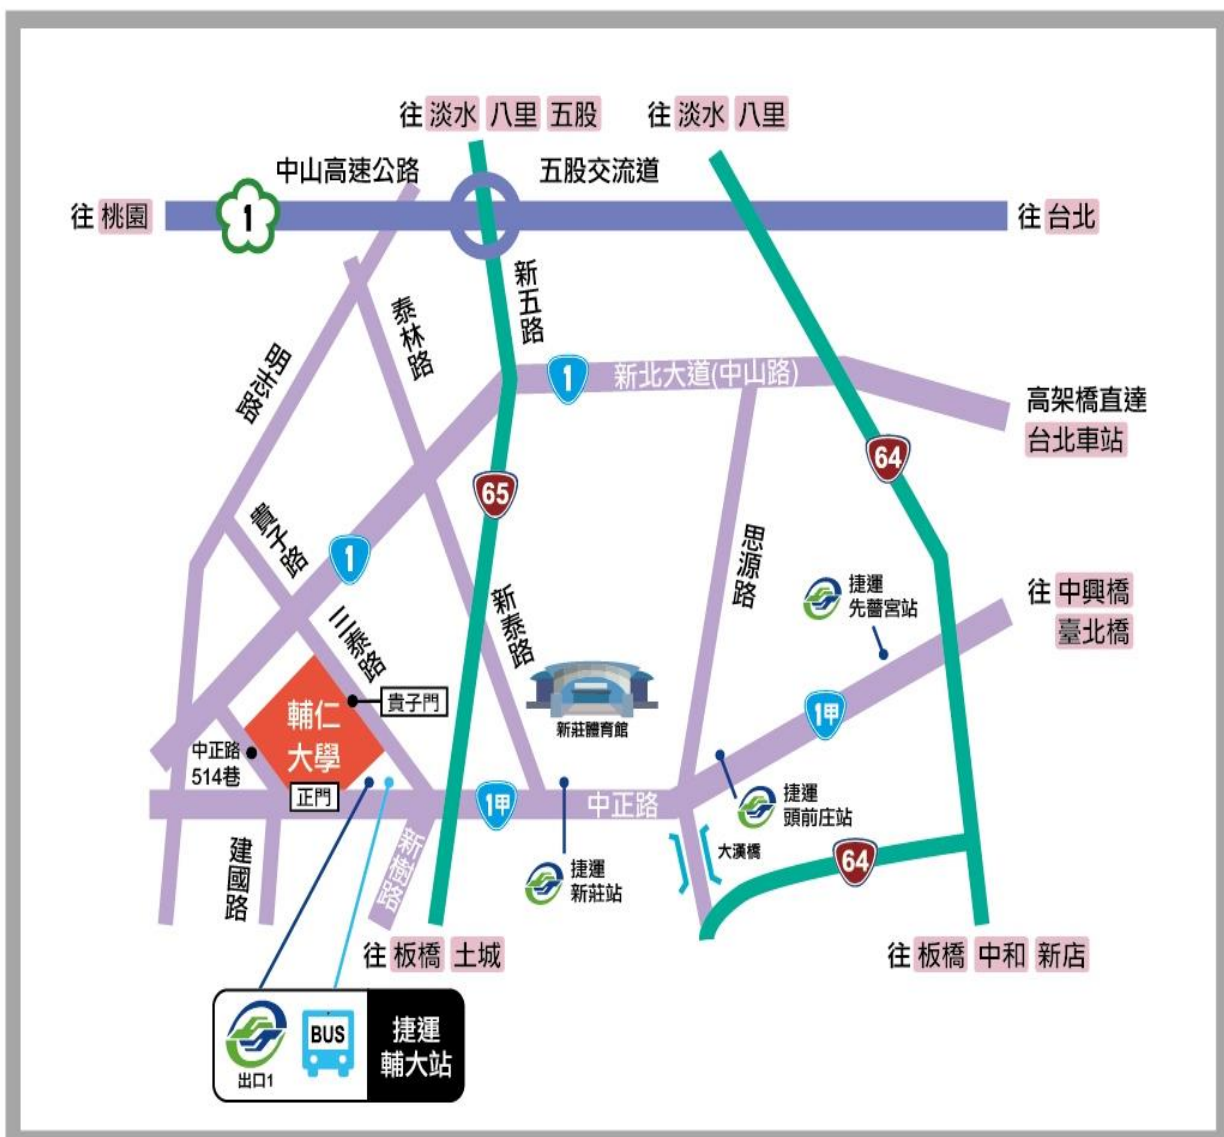 往 淡水 八里 五股
往 淡水 八里
中山高速公路
五股交流道
往 桃園
1
往 台北
新五路
泰林路
明志路
1
新北大道(中山路)
高架橋直達
台北車站
64
65
貴子路
1
思源路
捷運
先嗇宮站
往 中興橋
臺北橋
新泰路
三泰路
貴子門
輔仁
大學
新莊體育館
1甲
中正路
514巷
正門
1甲
中正路
捷運
頭前庄站
大漢橋
64
建國路
新樹路
捷運
新莊站
往 板橋 土城
往 板橋 中和 新店
BUS
出口1
捷運
輔大站